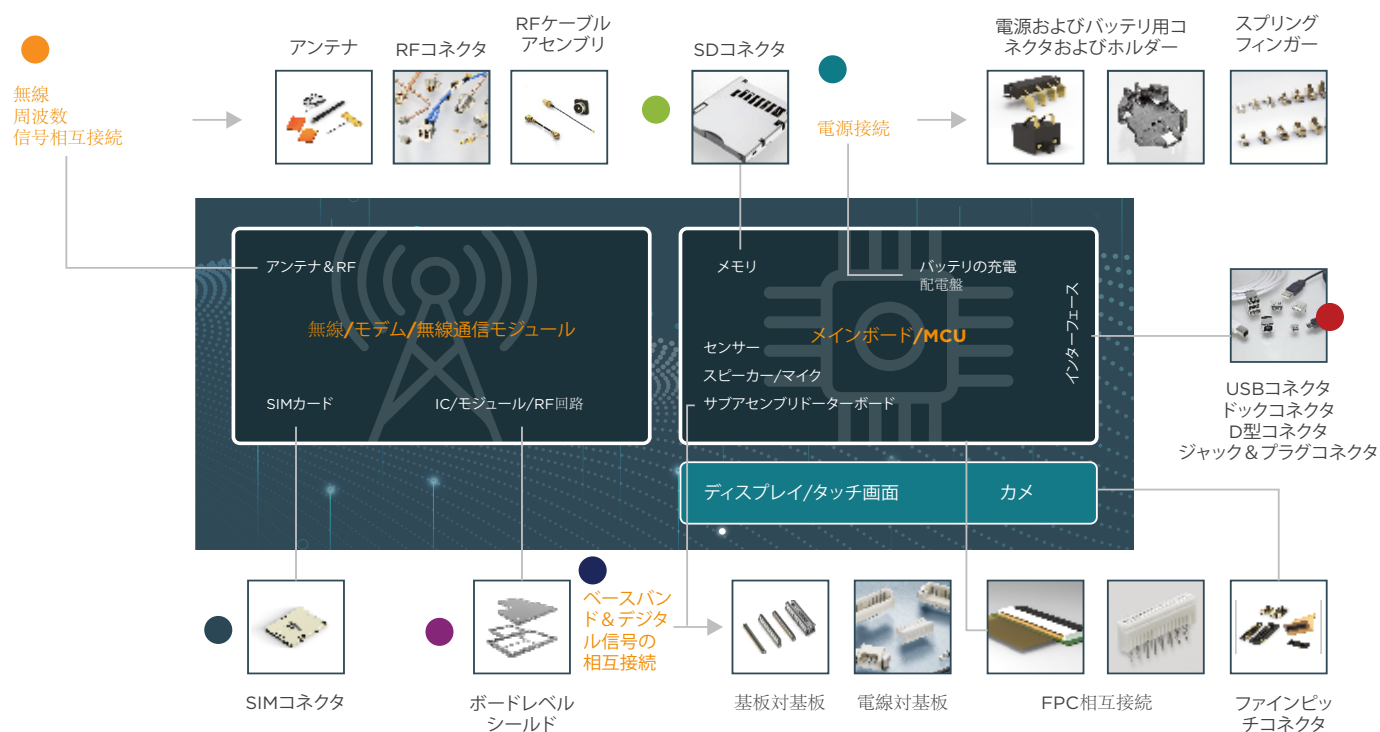 無線
周波数
信号相互接続
アンテナ
RFコネクタ
RFケーブル
アセンブリ
SDコネクタ
電源接続
電源およびバッテリ用コ
ネクタおよびホルダー
スプリング
フィンガー
アンテナ＆RF
無線/モデム/無線通信モジュール
SIMカード
IC/モジュール/RF回路
メモリ
バッテリの充電
配電盤
メインボード/MCU
センサー
スピーカー/マイク
サブアセンブリドーターボード
インターフェース
USBコネクタ
ドックコネクタ
D型コネクタ
ジャック＆プラグコネクタ
ディスプレイ/タッチ画面
カメ
SIMコネクタ
ボードレベル
シールド
ベースバン
ド＆デジタ
ル信号の
相互接続
基板対基板
電線対基板
FPC相互接続
ファインピッ
チコネクタ